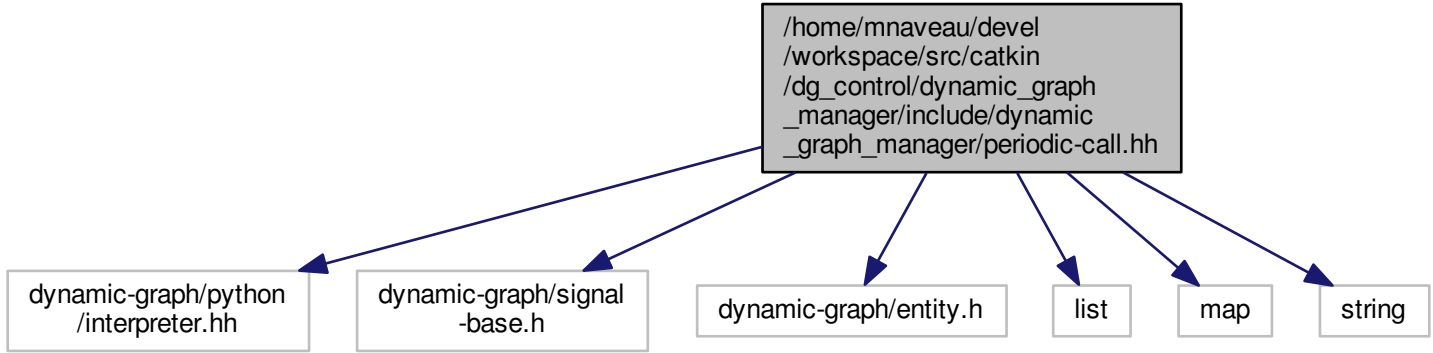 /home/mnaveau/devel
/workspace/src/catkin
/dg_control/dynamic_graph
_manager/include/dynamic
_graph_manager/periodic-call.hh
dynamic-graph/python
/interpreter.hh
dynamic-graph/signal
-base.h
dynamic-graph/entity.h
list
map
string